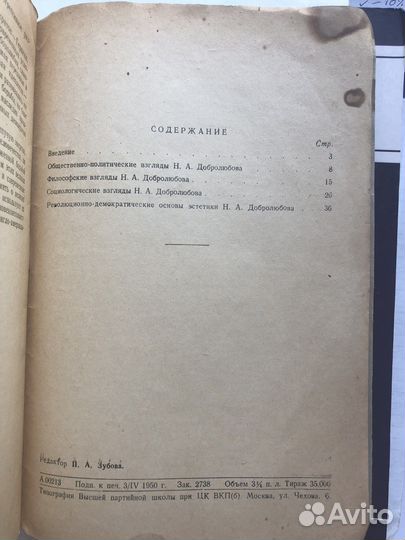 СОДЕРЖАНИЕ
Стр.
Введение . . . 3
Общественно-политические взгляды Н. А. Добролюбова . . 8
Философские взгляды Н. А. Добролюбова . . . 15
Социологические взгляды Н. А. Добролюбова . . . 26
Революционно-демократические основы эстетики Н. А. Добролюбова . . 36
Редактор П. А. Зубова.
А 00213 Подп. к печ. 3/IV 1950 г. Зак. 2738 Объем 3¼ п. л. Тираж 35.000
Типография Высшей партийной школы при ЦК ВКП(б). Москва, ул. Чехова, 6.
Avito